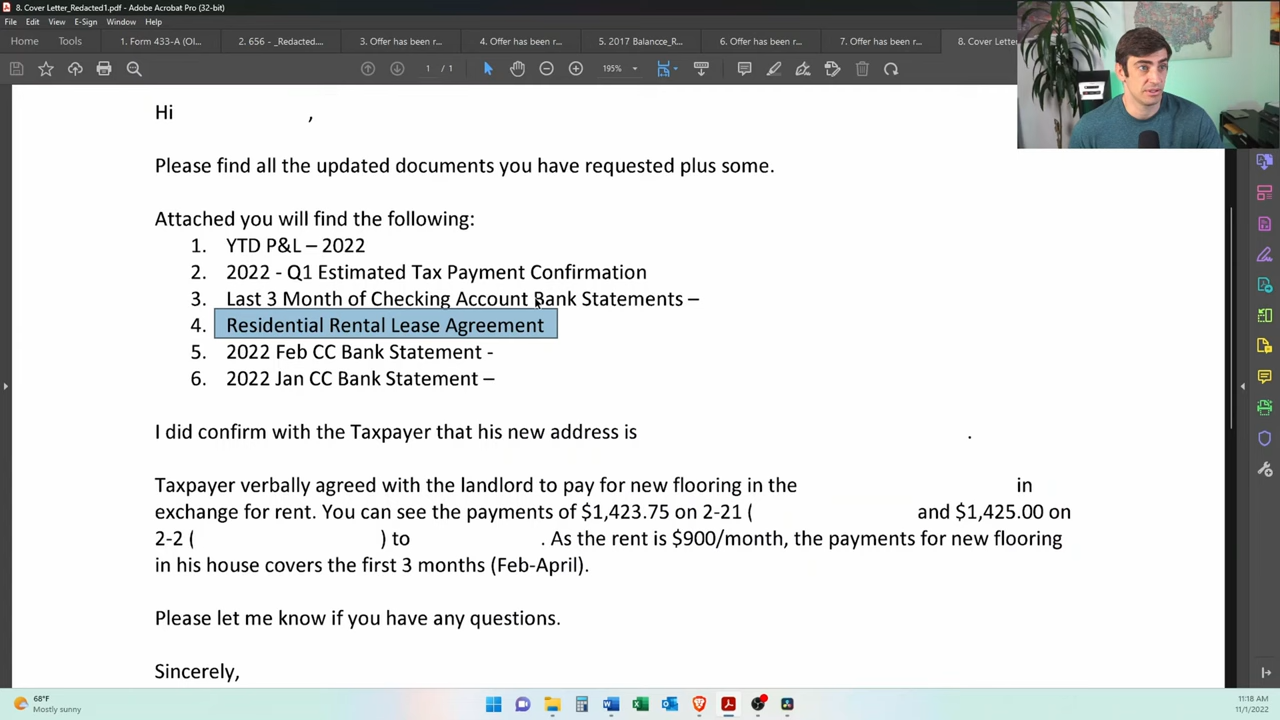 8. Cover Letter_Redacted1.pdf - Adobe Acrobat Pro (32-bit)
File Edit View E-Sign Window Help
Home Tools 1. Form 433-A (OI... 2. 656 - _Redacted.... 3. Offer has been r... 4. Offer has been r... 5. 2017 Balancce_R... 6. Offer has been r... 7. Offer has been r... 8. Cover Letter_
1 / 1 195%
Hi ,
Please find all the updated documents you have requested plus some.
Attached you will find the following:
1. YTD P&L – 2022
2. 2022 - Q1 Estimated Tax Payment Confirmation
3. Last 3 Month of Checking Account Bank Statements –
4. Residential Rental Lease Agreement
5. 2022 Feb CC Bank Statement -
6. 2022 Jan CC Bank Statement –
I did confirm with the Taxpayer that his new address is .
Taxpayer verbally agreed with the landlord to pay for new flooring in the in
exchange for rent. You can see the payments of $1,423.75 on 2-21 ( and $1,425.00 on
2-2 ( ) to . As the rent is $900/month, the payments for new flooring
in his house covers the first 3 months (Feb-April).
Please let me know if you have any questions.
Sincerely,
68°F
Mostly sunny
11:18 AM
11/1/2022